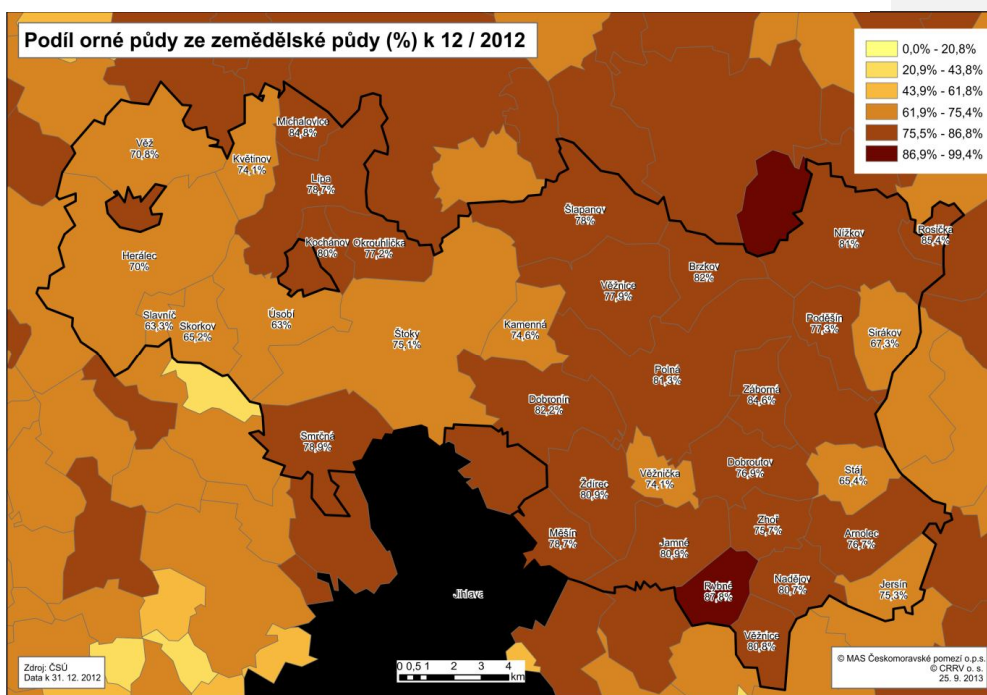 Podíl orné půdy ze zemědělské půdy (%) k 12 / 2012
0,0% - 20,8%
20,9% - 43,8%
43,9% - 61,8%
61,9% - 75,4%
75,5% - 86,8%
86,9% - 99,4%
Michalovice
84,8%
Věž
70,8%
Květinov
74,1%
Lípa
78,7%
Šlapanov
78%
Nížkov
81%
Rosička
85,4%
Kochánov
80%
Okrouhlička
77,2%
Herálec
70%
Brzkov
82%
Věžnice
77,9%
Slavníč
63,3%
Skorkov
65,2%
Úsobí
63%
Štoky
75,1%
Kamenná
74,6%
Poděšín
77,3%
Sirákov
67,3%
Polná
81,3%
Záborná
84,6%
Dobronín
82,2%
Smrčná
78,9%
Ždírec
80,9%
Věžnička
74,1%
Dobroutov
76,9%
Stáj
65,4%
Měšín
78,7%
Jamné
80,9%
Zhoř
75,7%
Arnolec
76,7%
Rybné
87,8%
Nadějov
80,7%
Jersín
75,3%
Jihlava
Věžnice
80,8%
Zdroj: ČSÚ
Data k 31. 12. 2012
0 0,5 1 2 3 4
km
© MAS Českomoravské pomezí o.p.s.
© CRRV o. s.
25. 9. 2013